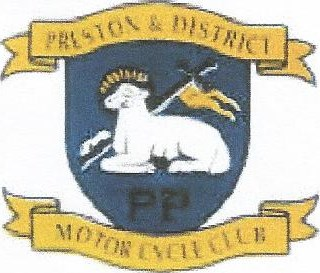 PRESTON & DISTRICT
PP
MOTOR CYCLE CLUB